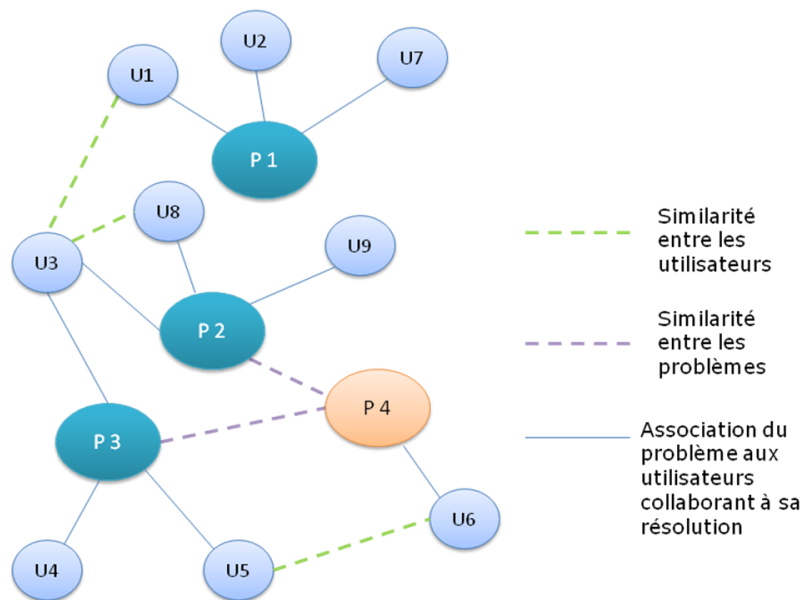 U2
U7
U1
P 1
U8
Similarité
entre les
utilisateurs
U9
U3
P 2
Similarité
entre les
problèmes
P 4
P 3
Association du
problème aux
utilisateurs
collaborant à sa
résolution
U6
U4
U5